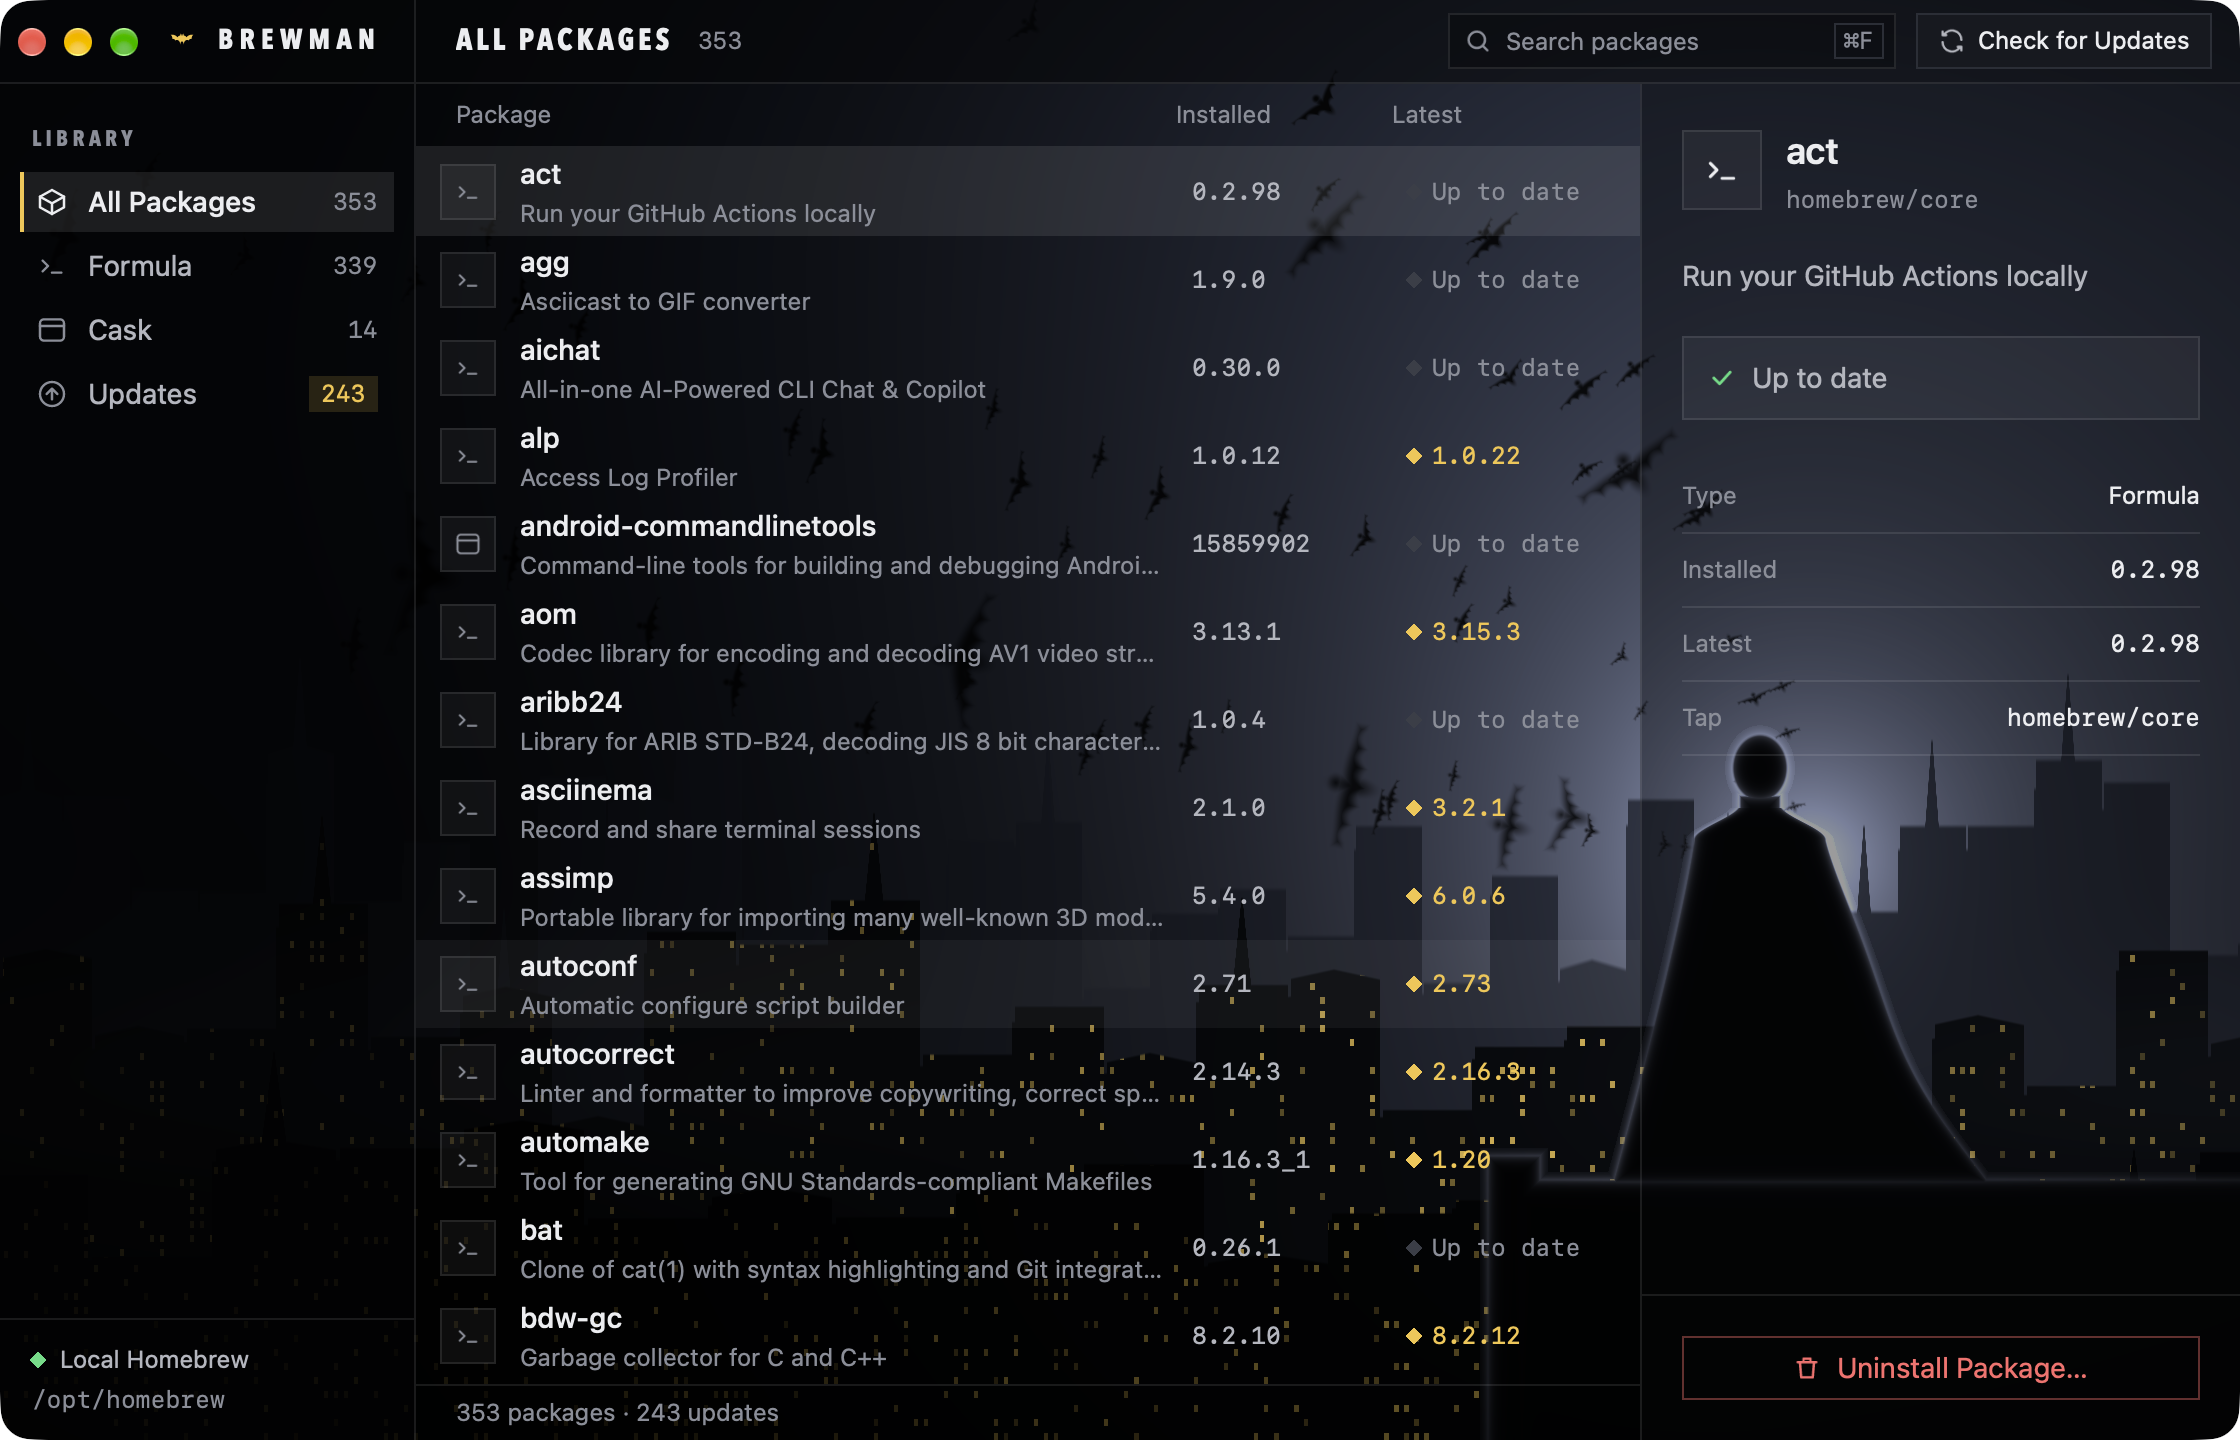 BREWMAN
ALL PACKAGES 353
Search packages ⌘F
Check for Updates
LIBRARY
All Packages 353
Formula 339
Cask 14
Updates 243
Local Homebrew
/opt/homebrew
Package Installed Latest
act
Run your GitHub Actions locally
0.2.98 Up to date
agg
Asciicast to GIF converter
1.9.0 Up to date
aichat
All-in-one AI-Powered CLI Chat & Copilot
0.30.0 Up to date
alp
Access Log Profiler
1.0.12 1.0.22
android-commandlinetools
Command-line tools for building and debugging Androi...
15859902 Up to date
aom
Codec library for encoding and decoding AV1 video str...
3.13.1 3.15.3
aribb24
Library for ARIB STD-B24, decoding JIS 8 bit character...
1.0.4 Up to date
asciinema
Record and share terminal sessions
2.1.0 3.2.1
assimp
Portable library for importing many well-known 3D mod...
5.4.0 6.0.6
autoconf
Automatic configure script builder
2.71 2.73
autocorrect
Linter and formatter to improve copywriting, correct sp...
2.14.3 2.16.3
automake
Tool for generating GNU Standards-compliant Makefiles
1.16.3_1 1.20
bat
Clone of cat(1) with syntax highlighting and Git integrat...
0.26.1 Up to date
bdw-gc
Garbage collector for C and C++
8.2.10 8.2.12
353 packages · 243 updates
act
homebrew/core
Run your GitHub Actions locally
Up to date
Type Formula
Installed 0.2.98
Latest 0.2.98
Tap homebrew/core
Uninstall Package...